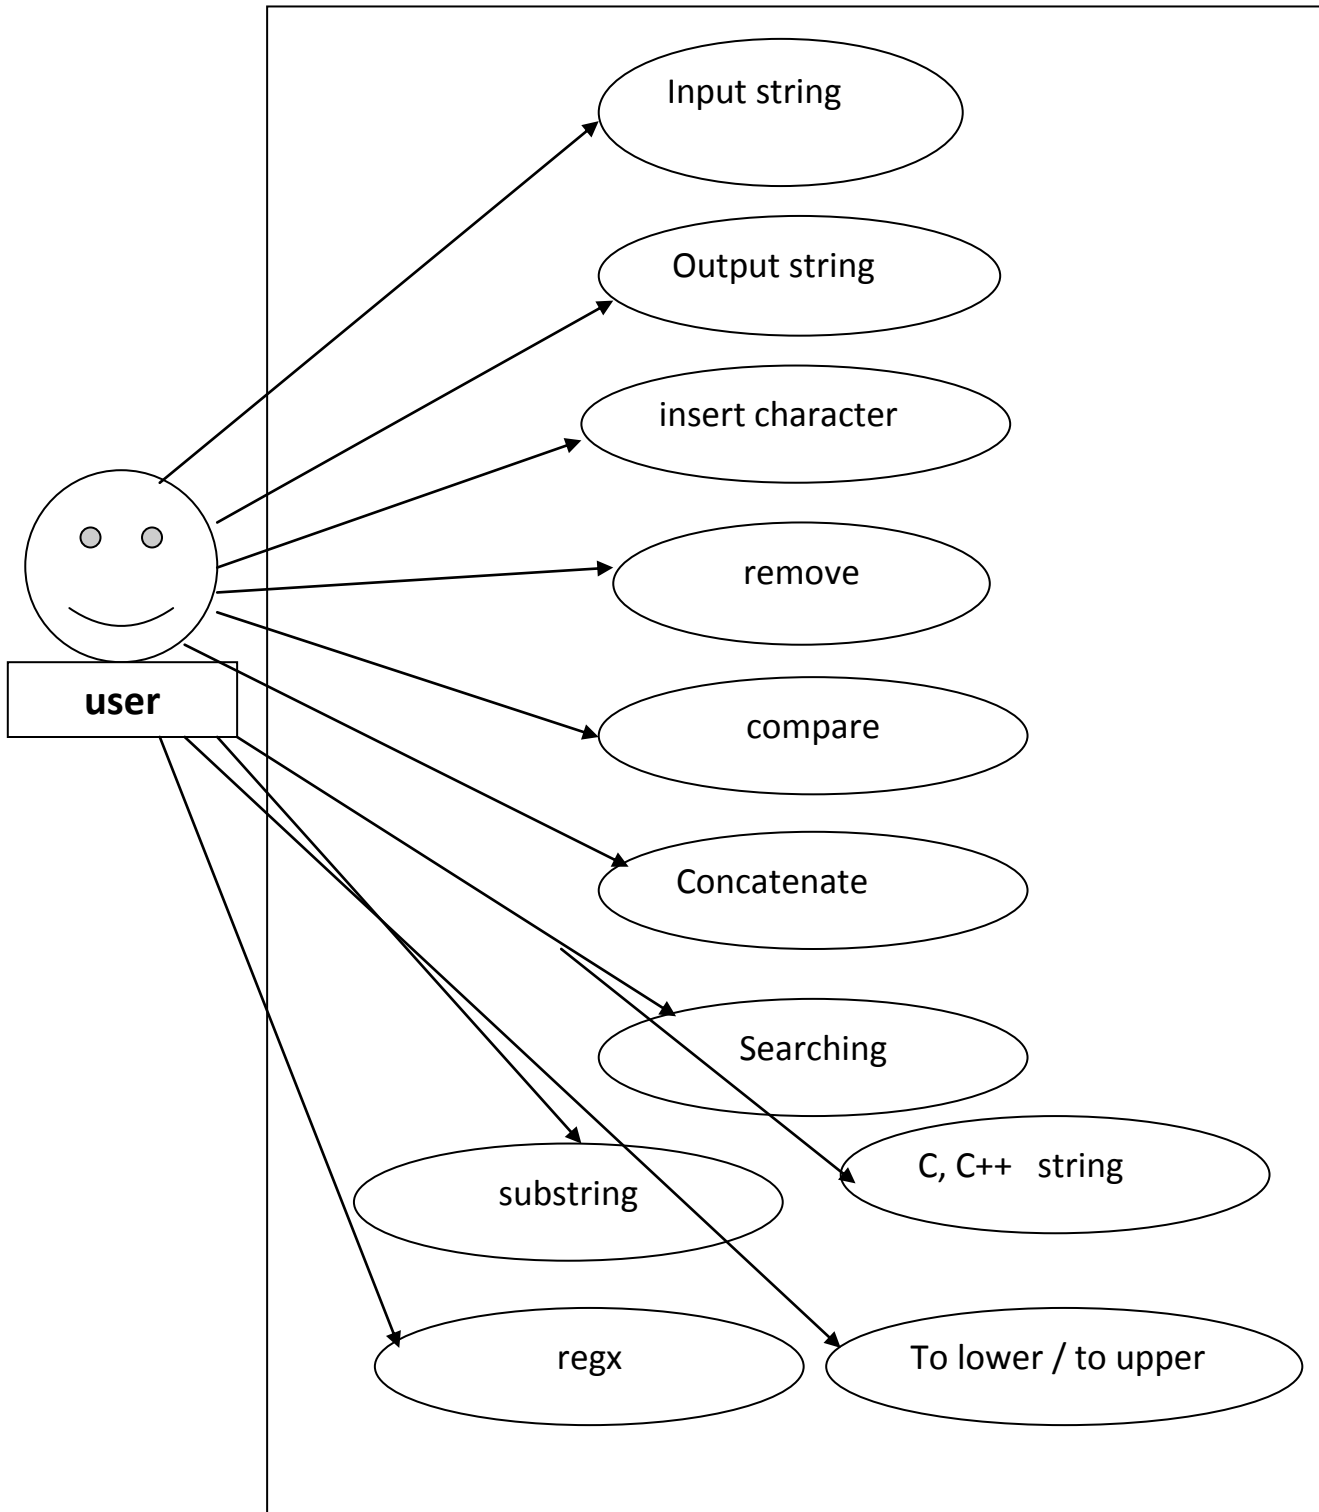 Input string
Output string
insert character
remove
user
compare
Concatenate
Searching
C, C++ string
substring
regx
To lower / to upper